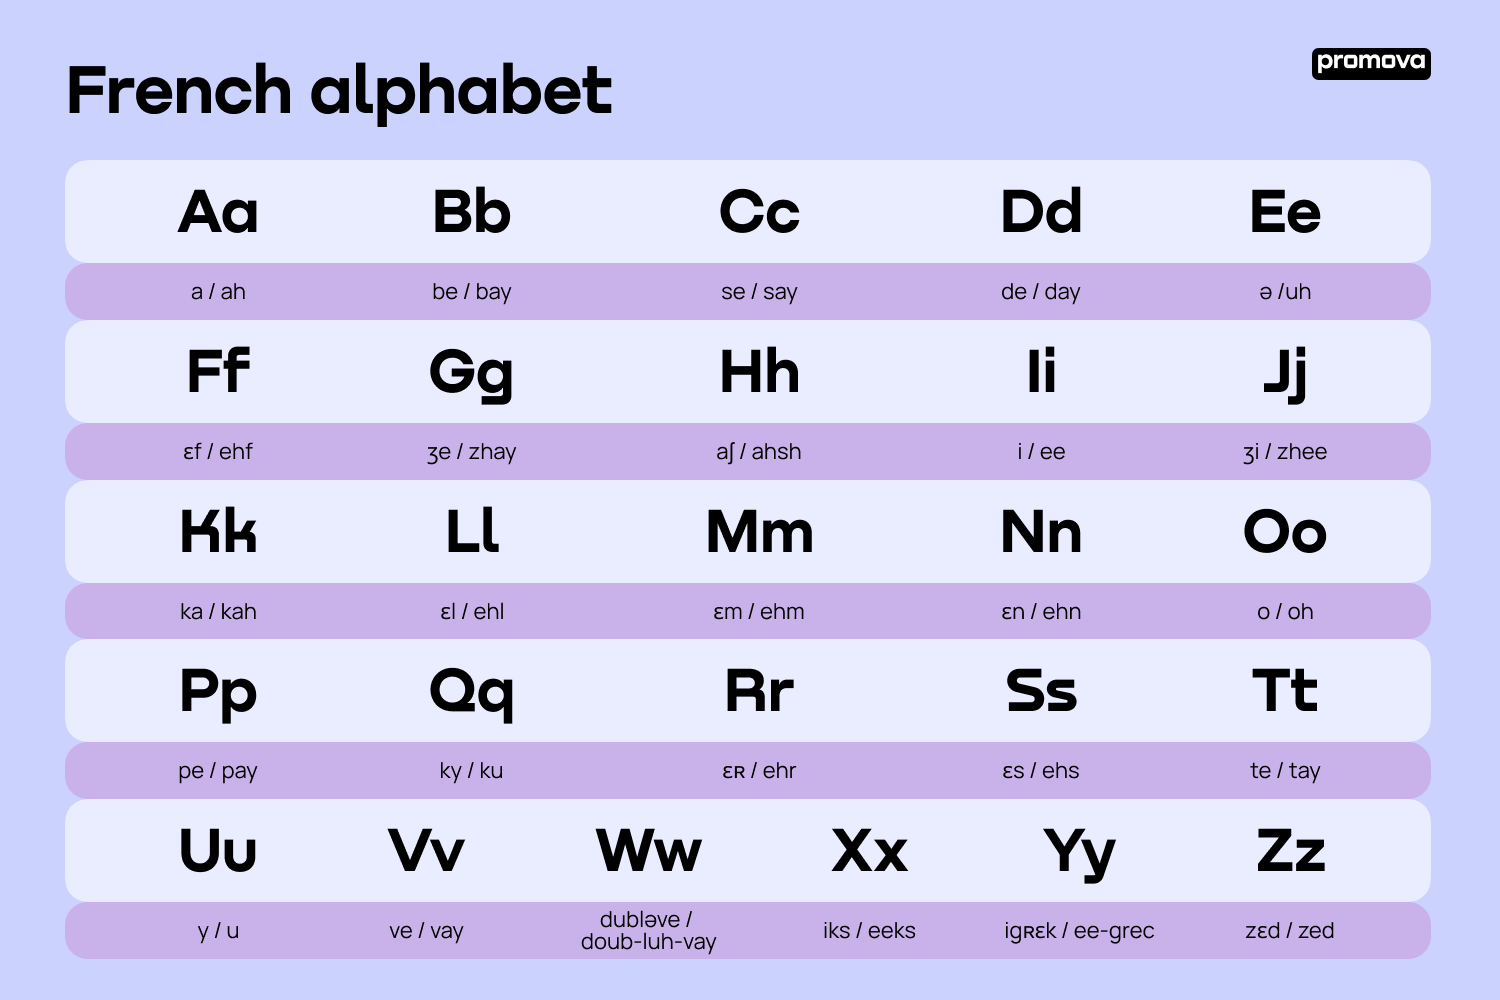 French alphabet
promova
Aa Bb Cc Dd Ee
a / ah be / bay se / say de / day ə /uh
Ff Gg Hh Ii Jj
ɛf / ehf ʒe / zhay aʃ / ahsh i / ee ʒi / zhee
Kk Ll Mm Nn Oo
ka / kah ɛl / ehl ɛm / ehm ɛn / ehn o / oh
Pp Qq Rr Ss Tt
pe / pay ky / ku ɛʀ / ehr ɛs / ehs te / tay
Uu Vv Ww Xx Yy Zz
y / u ve / vay dubləve / doub-luh-vay iks / eeks igʀɛk / ee-grec zɛd / zed